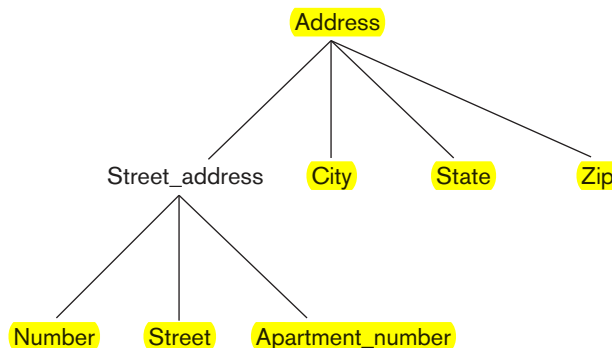 Address
Street_address City State Zip
Number Street Apartment_number